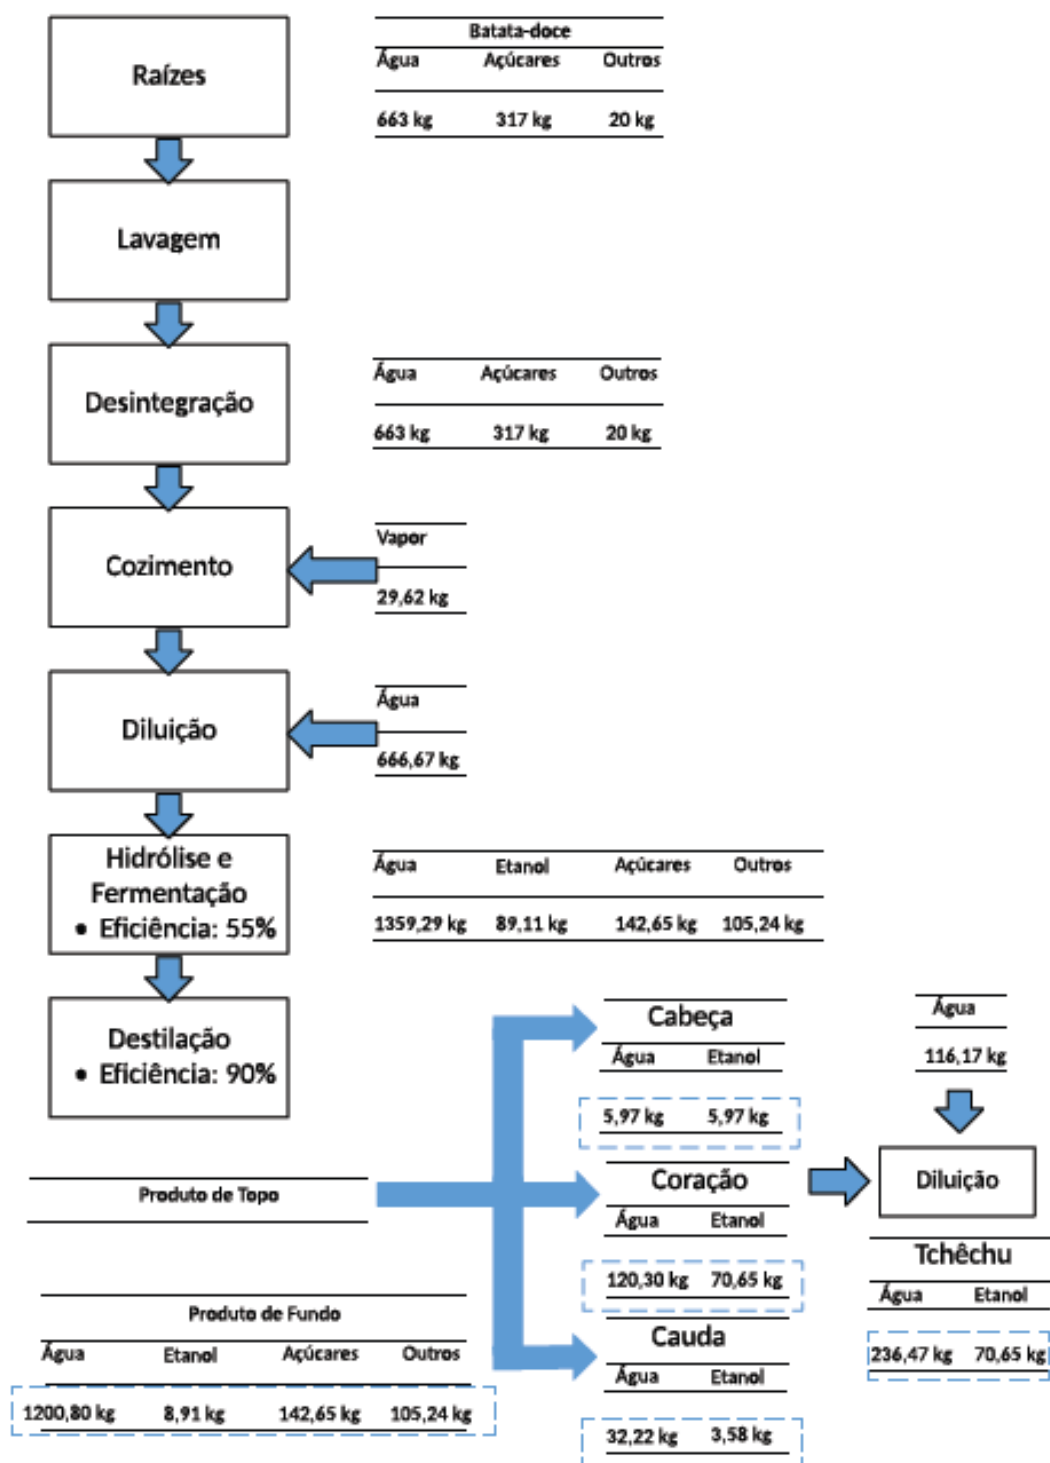 Raízes
Batata-doce
Água Açúcares Outros
663 kg 317 kg 20 kg
Lavagem
Desintegração
Água Açúcares Outros
663 kg 317 kg 20 kg
Cozimento
Vapor
29,62 kg
Diluição
Água
666,67 kg
Hidrólise e
Fermentação
• Eficiência: 55%
Água Etanol Açúcares Outros
1359,29 kg 89,11 kg 142,65 kg 105,24 kg
Destilação
• Eficiência: 90%
Produto de Topo
Cabeça
Água Etanol
5,97 kg 5,97 kg
Coração
Água Etanol
120,30 kg 70,65 kg
Cauda
Água Etanol
32,22 kg 3,58 kg
Água
116,17 kg
Diluição
Tchêchu
Água Etanol
236,47 kg 70,65 kg
Produto de Fundo
Água Etanol Açúcares Outros
1200,80 kg 8,91 kg 142,65 kg 105,24 kg